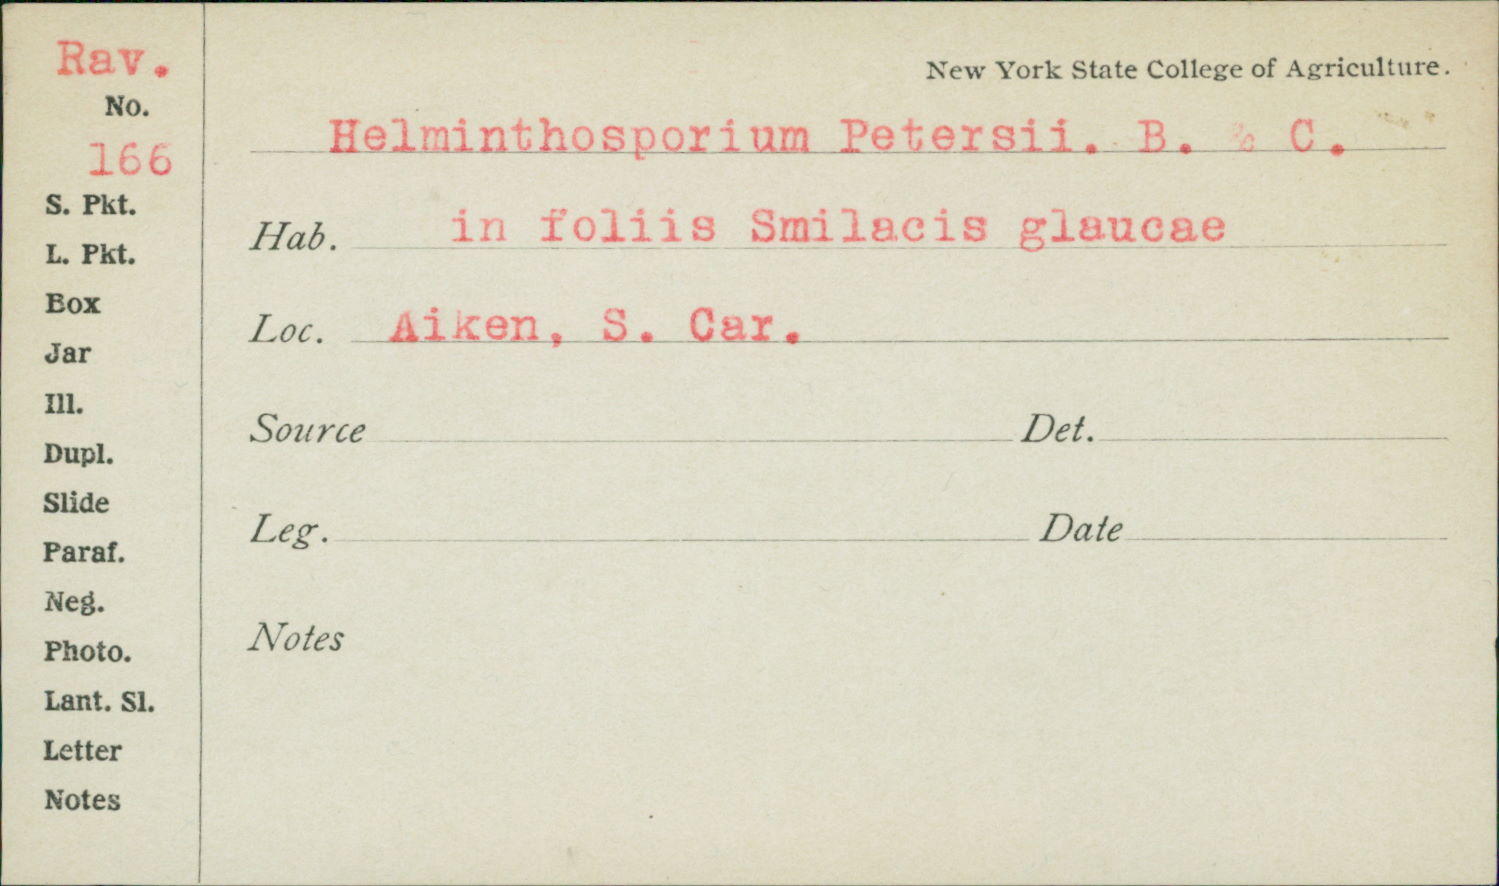 Rav.
No.
166
S. Pkt.
L. Pkt.
Box
Jar
Ill.
Dupl.
Slide
Paraf.
Neg.
Photo.
Lant. Sl.
Letter
Notes
New York State College of Agriculture.
Helminthosporium Petersii. B. & C.
Hab. in foliis Smilacis glaucae
Loc. Aiken, S. Car.
Source Det.
Leg. Date
Notes